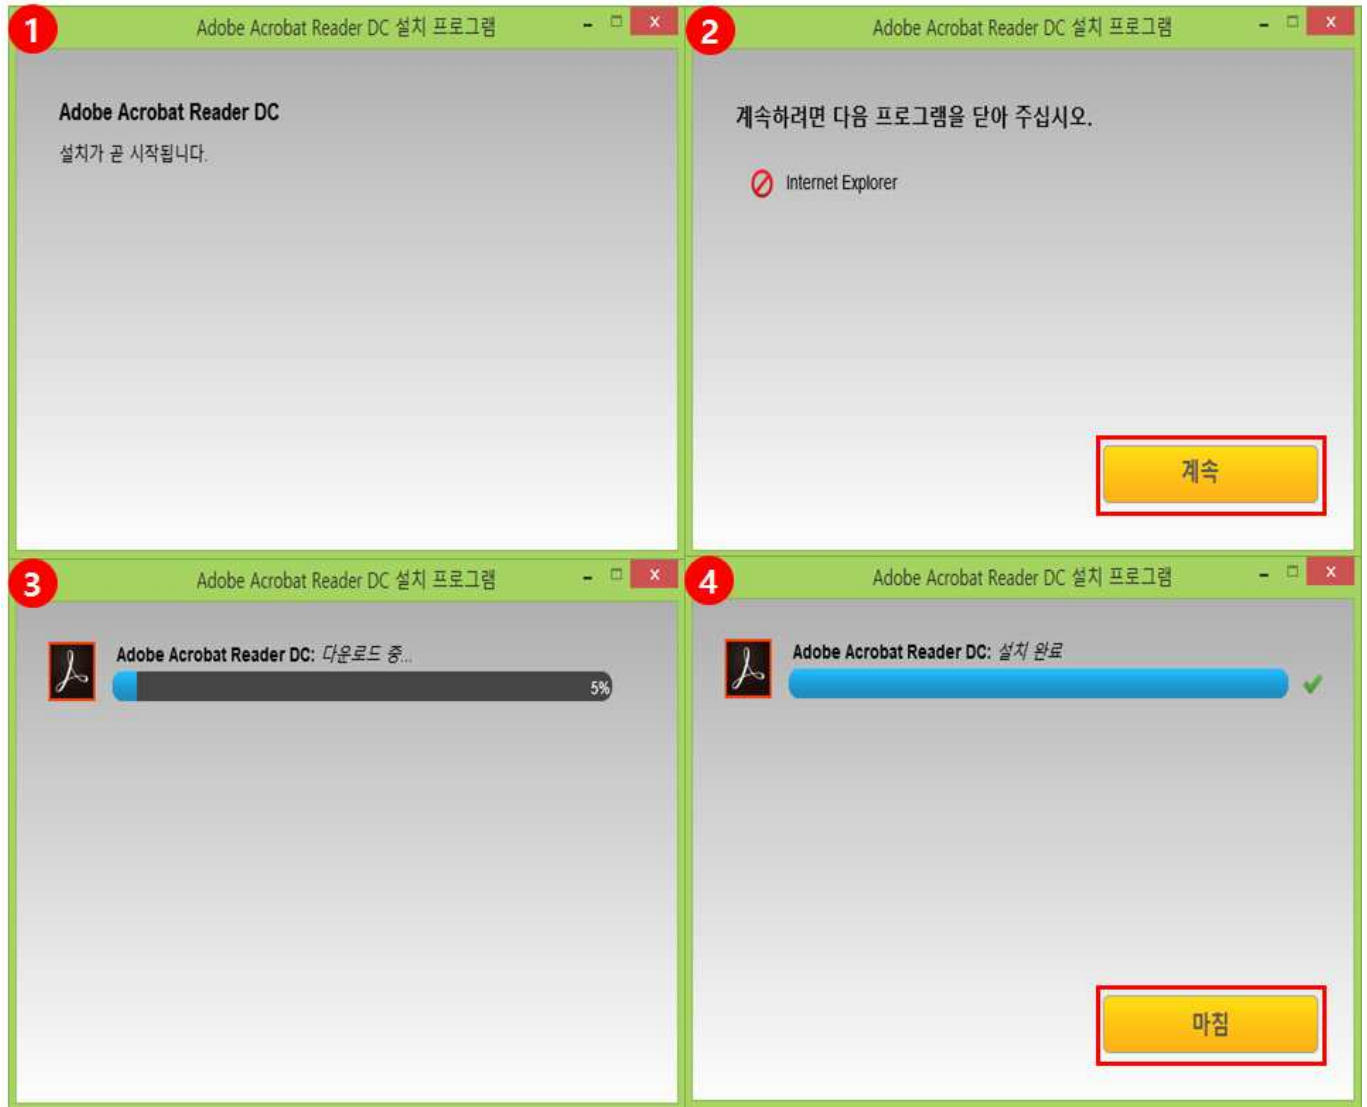 1
Adobe Acrobat Reader DC 설치 프로그램
Adobe Acrobat Reader DC
설치가 곧 시작됩니다.
2
Adobe Acrobat Reader DC 설치 프로그램
계속하려면 다음 프로그램을 닫아 주십시오.
Internet Explorer
계속
3
Adobe Acrobat Reader DC 설치 프로그램
Adobe Acrobat Reader DC: 다운로드 중...
5%
4
Adobe Acrobat Reader DC 설치 프로그램
Adobe Acrobat Reader DC: 설치 완료
마침